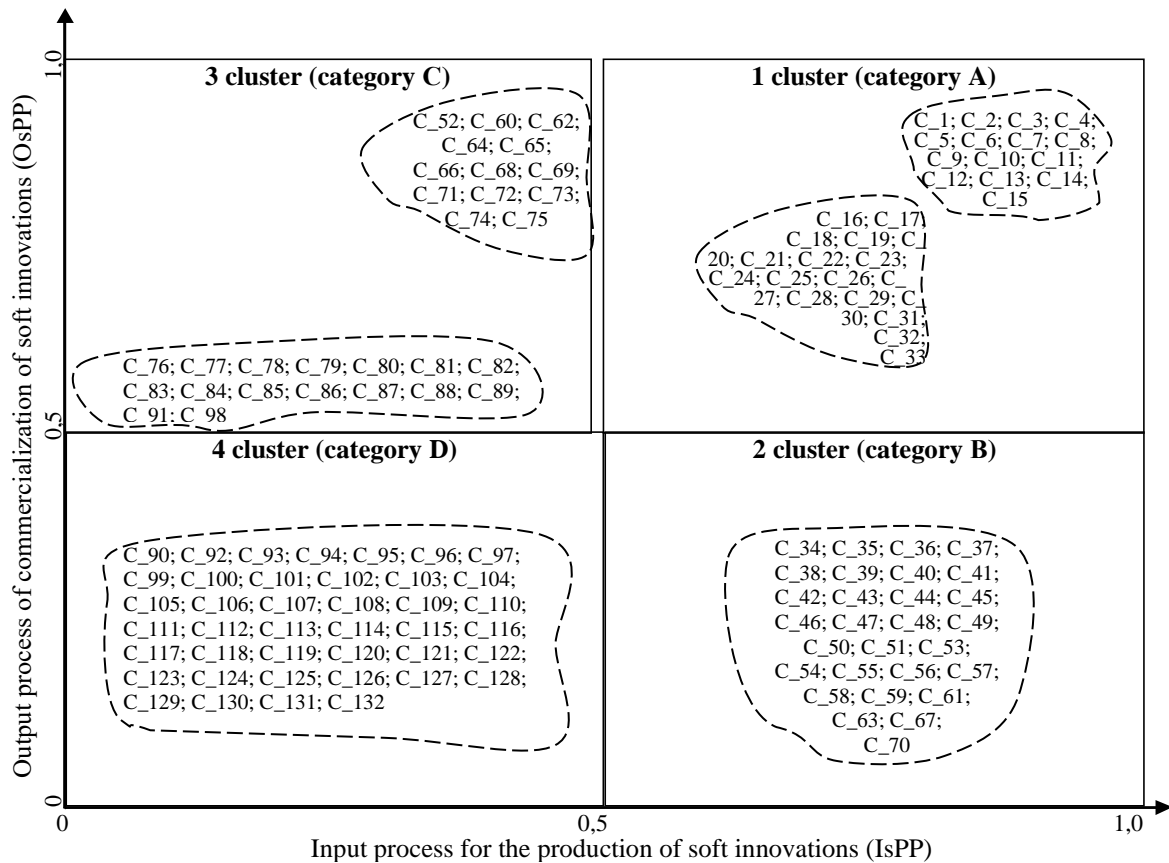 Output process of commercialization of soft innovations (OsPP)
1,0
0,5
0
3 cluster (category C)
C_52; C_60; C_62;
C_64; C_65;
C_66; C_68; C_69;
C_71; C_72; C_73;
C_74; C_75
C_76; C_77; C_78; C_79; C_80; C_81; C_82;
C_83; C_84; C_85; C_86; C_87; C_88; C_89;
C_91; C_98
1 cluster (category A)
C_1; C_2; C_3; C_4;
C_5; C_6; C_7; C_8;
C_9; C_10; C_11;
C_12; C_13; C_14;
C_15
C_16; C_17;
C_18; C_19; C_
20; C_21; C_22; C_23;
C_24; C_25; C_26; C_
27; C_28; C_29; C_
30; C_31;
C_32;
C_33
4 cluster (category D)
C_90; C_92; C_93; C_94; C_95; C_96; C_97;
C_99; C_100; C_101; C_102; C_103; C_104;
C_105; C_106; C_107; C_108; C_109; C_110;
C_111; C_112; C_113; C_114; C_115; C_116;
C_117; C_118; C_119; C_120; C_121; C_122;
C_123; C_124; C_125; C_126; C_127; C_128;
C_129; C_130; C_131; C_132
2 cluster (category B)
C_34; C_35; C_36; C_37;
C_38; C_39; C_40; C_41;
C_42; C_43; C_44; C_45;
C_46; C_47; C_48; C_49;
C_50; C_51; C_53;
C_54; C_55; C_56; C_57;
C_58; C_59; C_61;
C_63; C_67;
C_70
0
0,5
1,0
Input process for the production of soft innovations (IsPP)